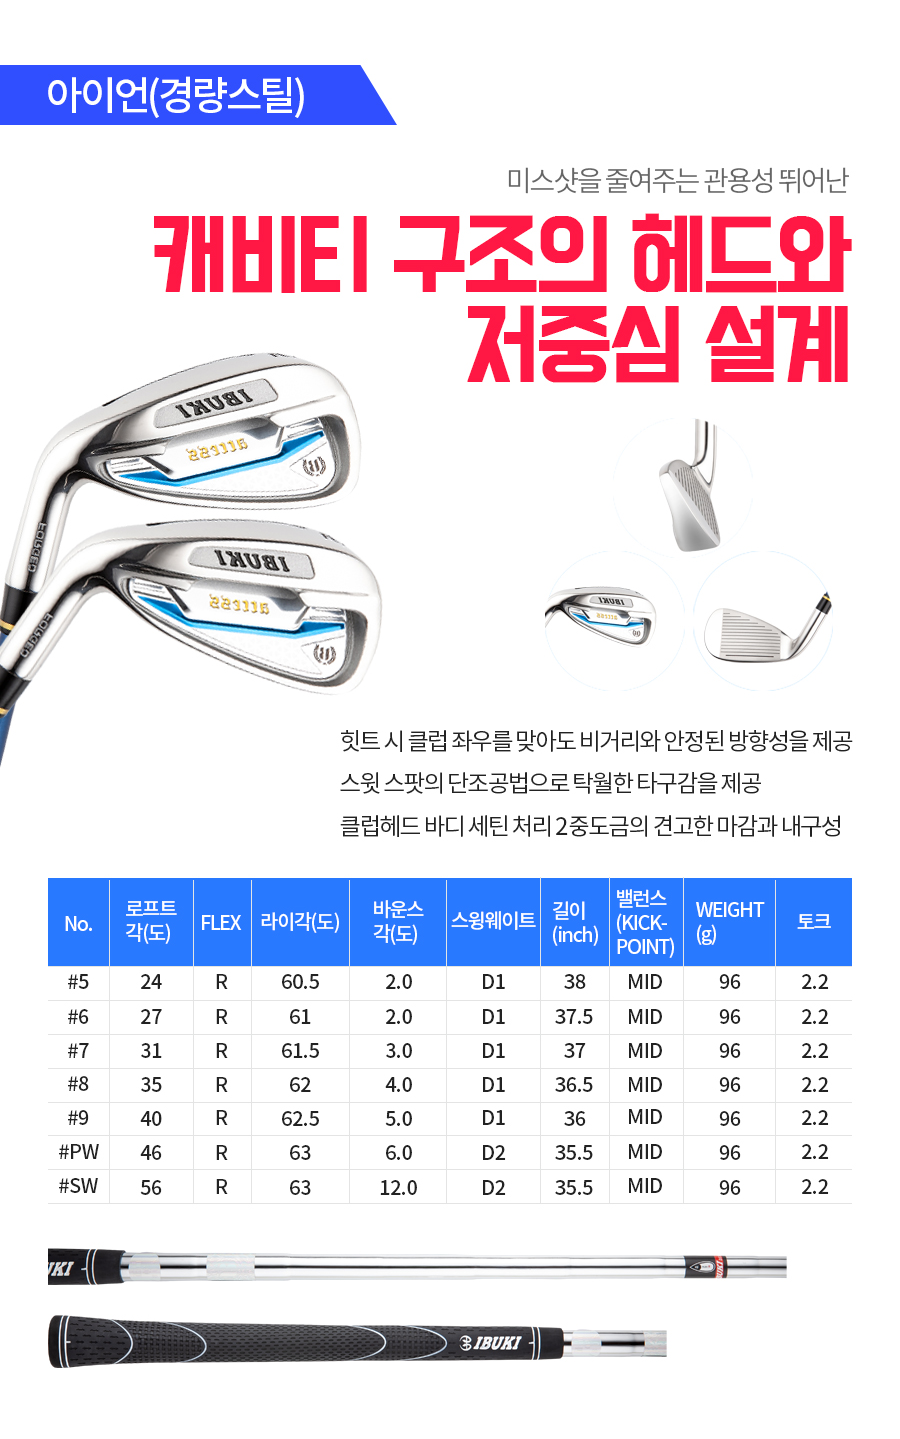 아이언(경량스틸)
미스샷을 줄여주는 관용성 뛰어난
캐비티 구조의 헤드와
저중심 설계
IBUKI
FORGED
IBUKI
FORGED
IBUKI
힛트 시 클럽 좌우를 맞아도 비거리와 안정된 방향성을 제공
스윗 스팟의 단조공법으로 탁월한 타구감을 제공
클럽헤드 바디 세틴 처리 2중도금의 견고한 마감과 내구성
No. 로프트 각(도) FLEX 라이각(도) 바운스 각(도) 스윙웨이트 길이 (inch) 밸런스 (KICK-POINT) WEIGHT (g) 토크
#5 24 R 60.5 2.0 D1 38 MID 96 2.2
#6 27 R 61 2.0 D1 37.5 MID 96 2.2
#7 31 R 61.5 3.0 D1 37 MID 96 2.2
#8 35 R 62 4.0 D1 36.5 MID 96 2.2
#9 40 R 62.5 5.0 D1 36 MID 96 2.2
#PW 46 R 63 6.0 D2 35.5 MID 96 2.2
#SW 56 R 63 12.0 D2 35.5 MID 96 2.2
UKI
IBUKI